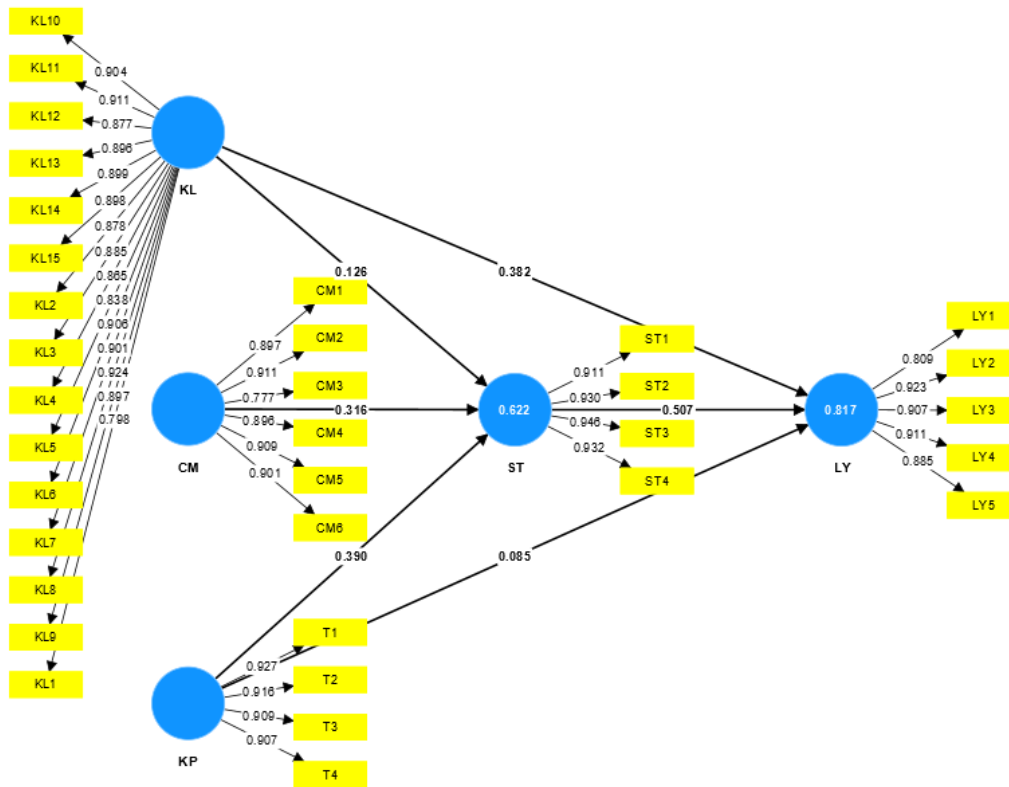 KL10
KL11
KL12
KL13
KL14
KL15
KL2
KL3
KL4
KL5
KL6
KL7
KL8
KL9
KL1
0.904
0.911
0.877
0.896
0.899
0.898
0.878
0.885
0.865
0.838
0.906
0.901
0.924
0.897
0.798
KL
0.126
0.382
CM1
CM2
CM3
CM4
CM5
CM6
0.897
0.911
0.777
0.896
0.909
0.901
CM
0.316
ST1
ST2
ST3
ST4
0.911
0.930
0.946
0.932
0.622
ST
0.507
0.817
LY
LY1
LY2
LY3
LY4
LY5
0.809
0.923
0.907
0.911
0.885
0.390
0.085
T1
T2
T3
T4
0.927
0.916
0.909
0.907
KP